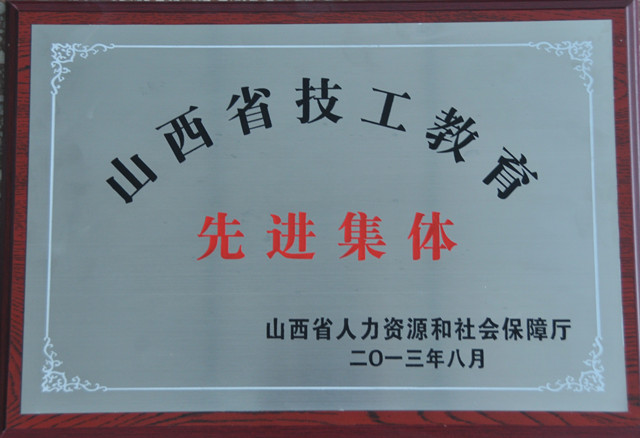 山西省技工教育
先进集体
山西省人力资源和社会保障厅
二〇一三年八月